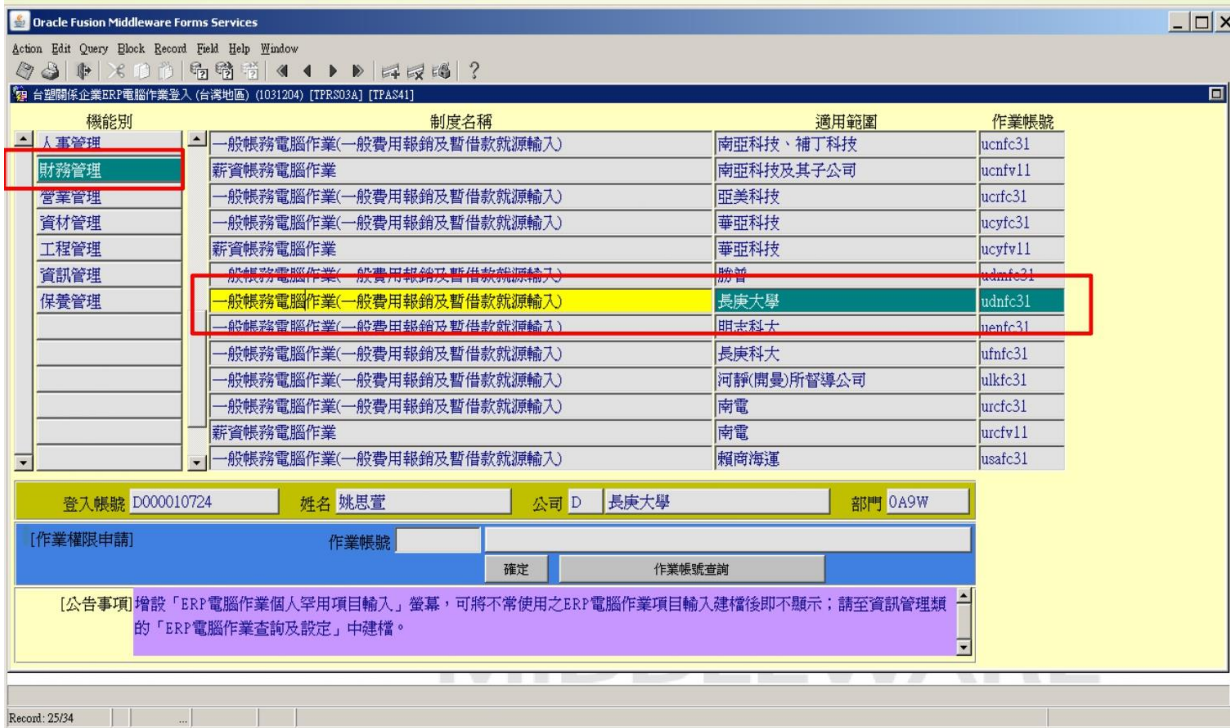 Oracle Fusion Middleware Forms Services
Action Edit Query Block Record Field Help Window
台塑關係企業ERP電腦作業登入 (台灣地區) (1031204) [TPRS03A] [TPAS41]
機能別 制度名稱 適用範圍 作業帳號
人事管理 一般帳務電腦作業(一般費用報銷及暫借款就源輸入) 南亞科技、補丁科技 ucnfc31
財務管理 薪資帳務電腦作業 南亞科技及其子公司 ucnfv11
營業管理 一般帳務電腦作業(一般費用報銷及暫借款就源輸入) 亞美科技 ucrfc31
資材管理 一般帳務電腦作業(一般費用報銷及暫借款就源輸入) 華亞科技 ucyfc31
工程管理 薪資帳務電腦作業 華亞科技 ucyfv11
資訊管理 一般帳務電腦作業(一般費用報銷及暫借款就源輸入) 勝普 udmfc31
保養管理 一般帳務電腦作業(一般費用報銷及暫借款就源輸入) 長庚大學 udnfc31
一般帳務電腦作業(一般費用報銷及暫借款就源輸入) 明志科大 uenfc31
一般帳務電腦作業(一般費用報銷及暫借款就源輸入) 長庚科大 ufnfc31
一般帳務電腦作業(一般費用報銷及暫借款就源輸入) 河靜(開曼)所督導公司 ulkfc31
一般帳務電腦作業(一般費用報銷及暫借款就源輸入) 南電 urcfc31
薪資帳務電腦作業 南電 urcfv11
一般帳務電腦作業(一般費用報銷及暫借款就源輸入) 賴商海運 usafc31
登入帳號 D000010724 姓名 姚思萱 公司 D 長庚大學 部門 0A9W
[作業權限申請] 作業帳號
確定 作業帳號查詢
[公告事項] 增設「ERP電腦作業個人罕用項目輸入」螢幕，可將不常使用之ERP電腦作業項目輸入建檔後即不顯示；請至資訊管理類
的「ERP電腦作業查詢及設定」中建檔。
MIDDLEWARE
Record: 25/34 ...